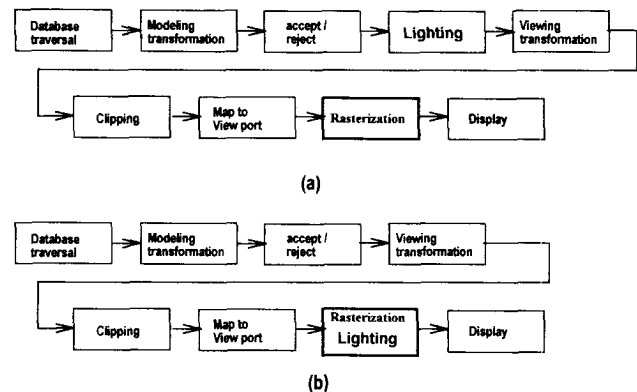 Database
traversal
Modeling
transformation
accept /
reject
Lighting
Viewing
transformation
Clipping
Map to
View port
Rasterization
Display
(a)
Database
traversal
Modeling
transformation
accept /
reject
Viewing
transformation
Clipping
Map to
View port
Rasterization
Lighting
Display
(b)